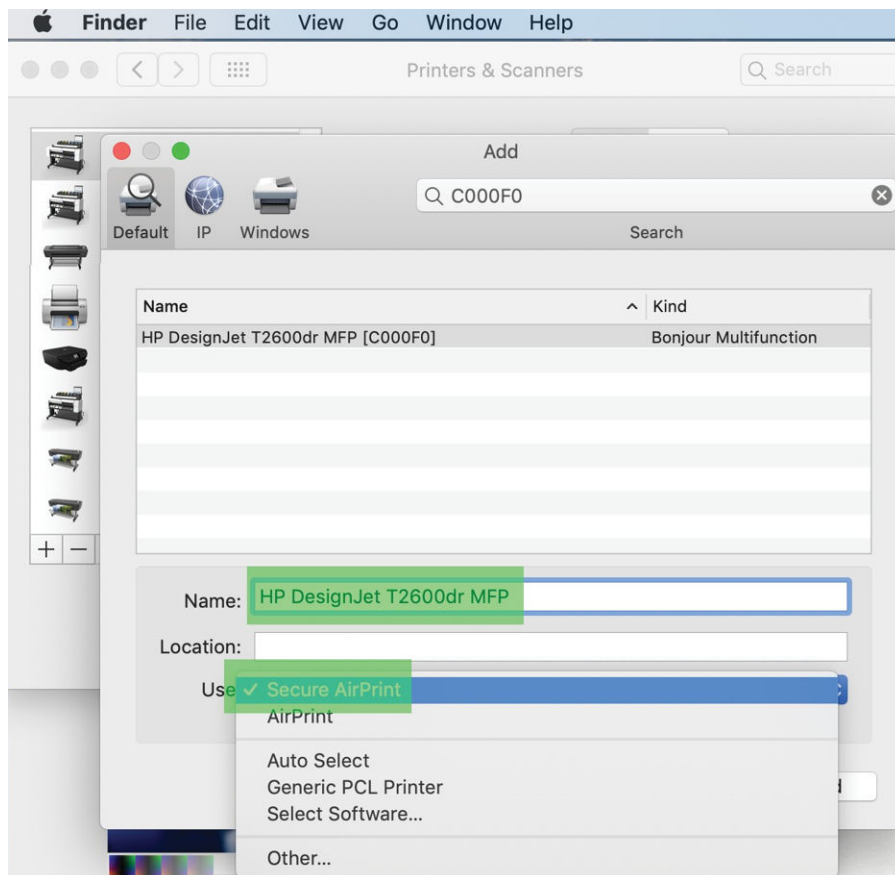 Finder File Edit View Go Window Help
Printers & Scanners
Search
Add
C000F0
Default IP Windows
Search
Name Kind
HP DesignJet T2600dr MFP [C000F0] Bonjour Multifunction
Name: HP DesignJet T2600dr MFP
Location:
Use ✓ Secure AirPrint
AirPrint
Auto Select
Generic PCL Printer
Select Software...
Other...